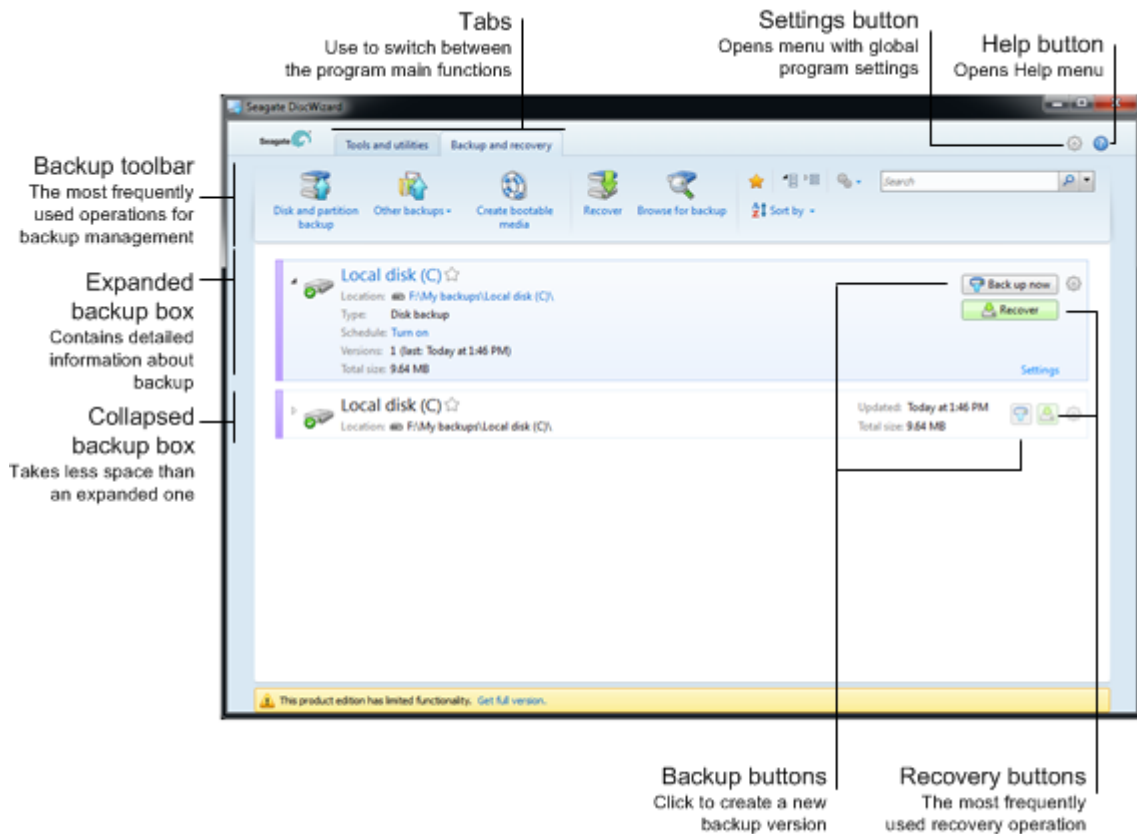 Tabs
Use to switch between
the program main functions
Settings button
Opens menu with global
program settings
Help button
Opens Help menu
Seagate DiscWizard
Seagate
Tools and utilities
Backup and recovery
Backup toolbar
The most frequently
used operations for
backup management
Disk and partition
backup
Other backups
Create bootable
media
Recover
Browse for backup
Sort by
Search
Expanded
backup box
Contains detailed
information about
backup
Local disk (C)
Location: F:\My backups\Local disk (C)\
Type: Disk backup
Schedule: Turn on
Versions: 1 (last: Today at 1:46 PM)
Total size: 9.64 MB
Back up now
Recover
Settings
Collapsed
backup box
Takes less space than
an expanded one
Local disk (C)
Location: F:\My backups\Local disk (C)\
Updated: Today at 1:46 PM
Total size: 9.64 MB
This product edition has limited functionality. Get full version.
Backup buttons
Click to create a new
backup version
Recovery buttons
The most frequently
used recovery operation